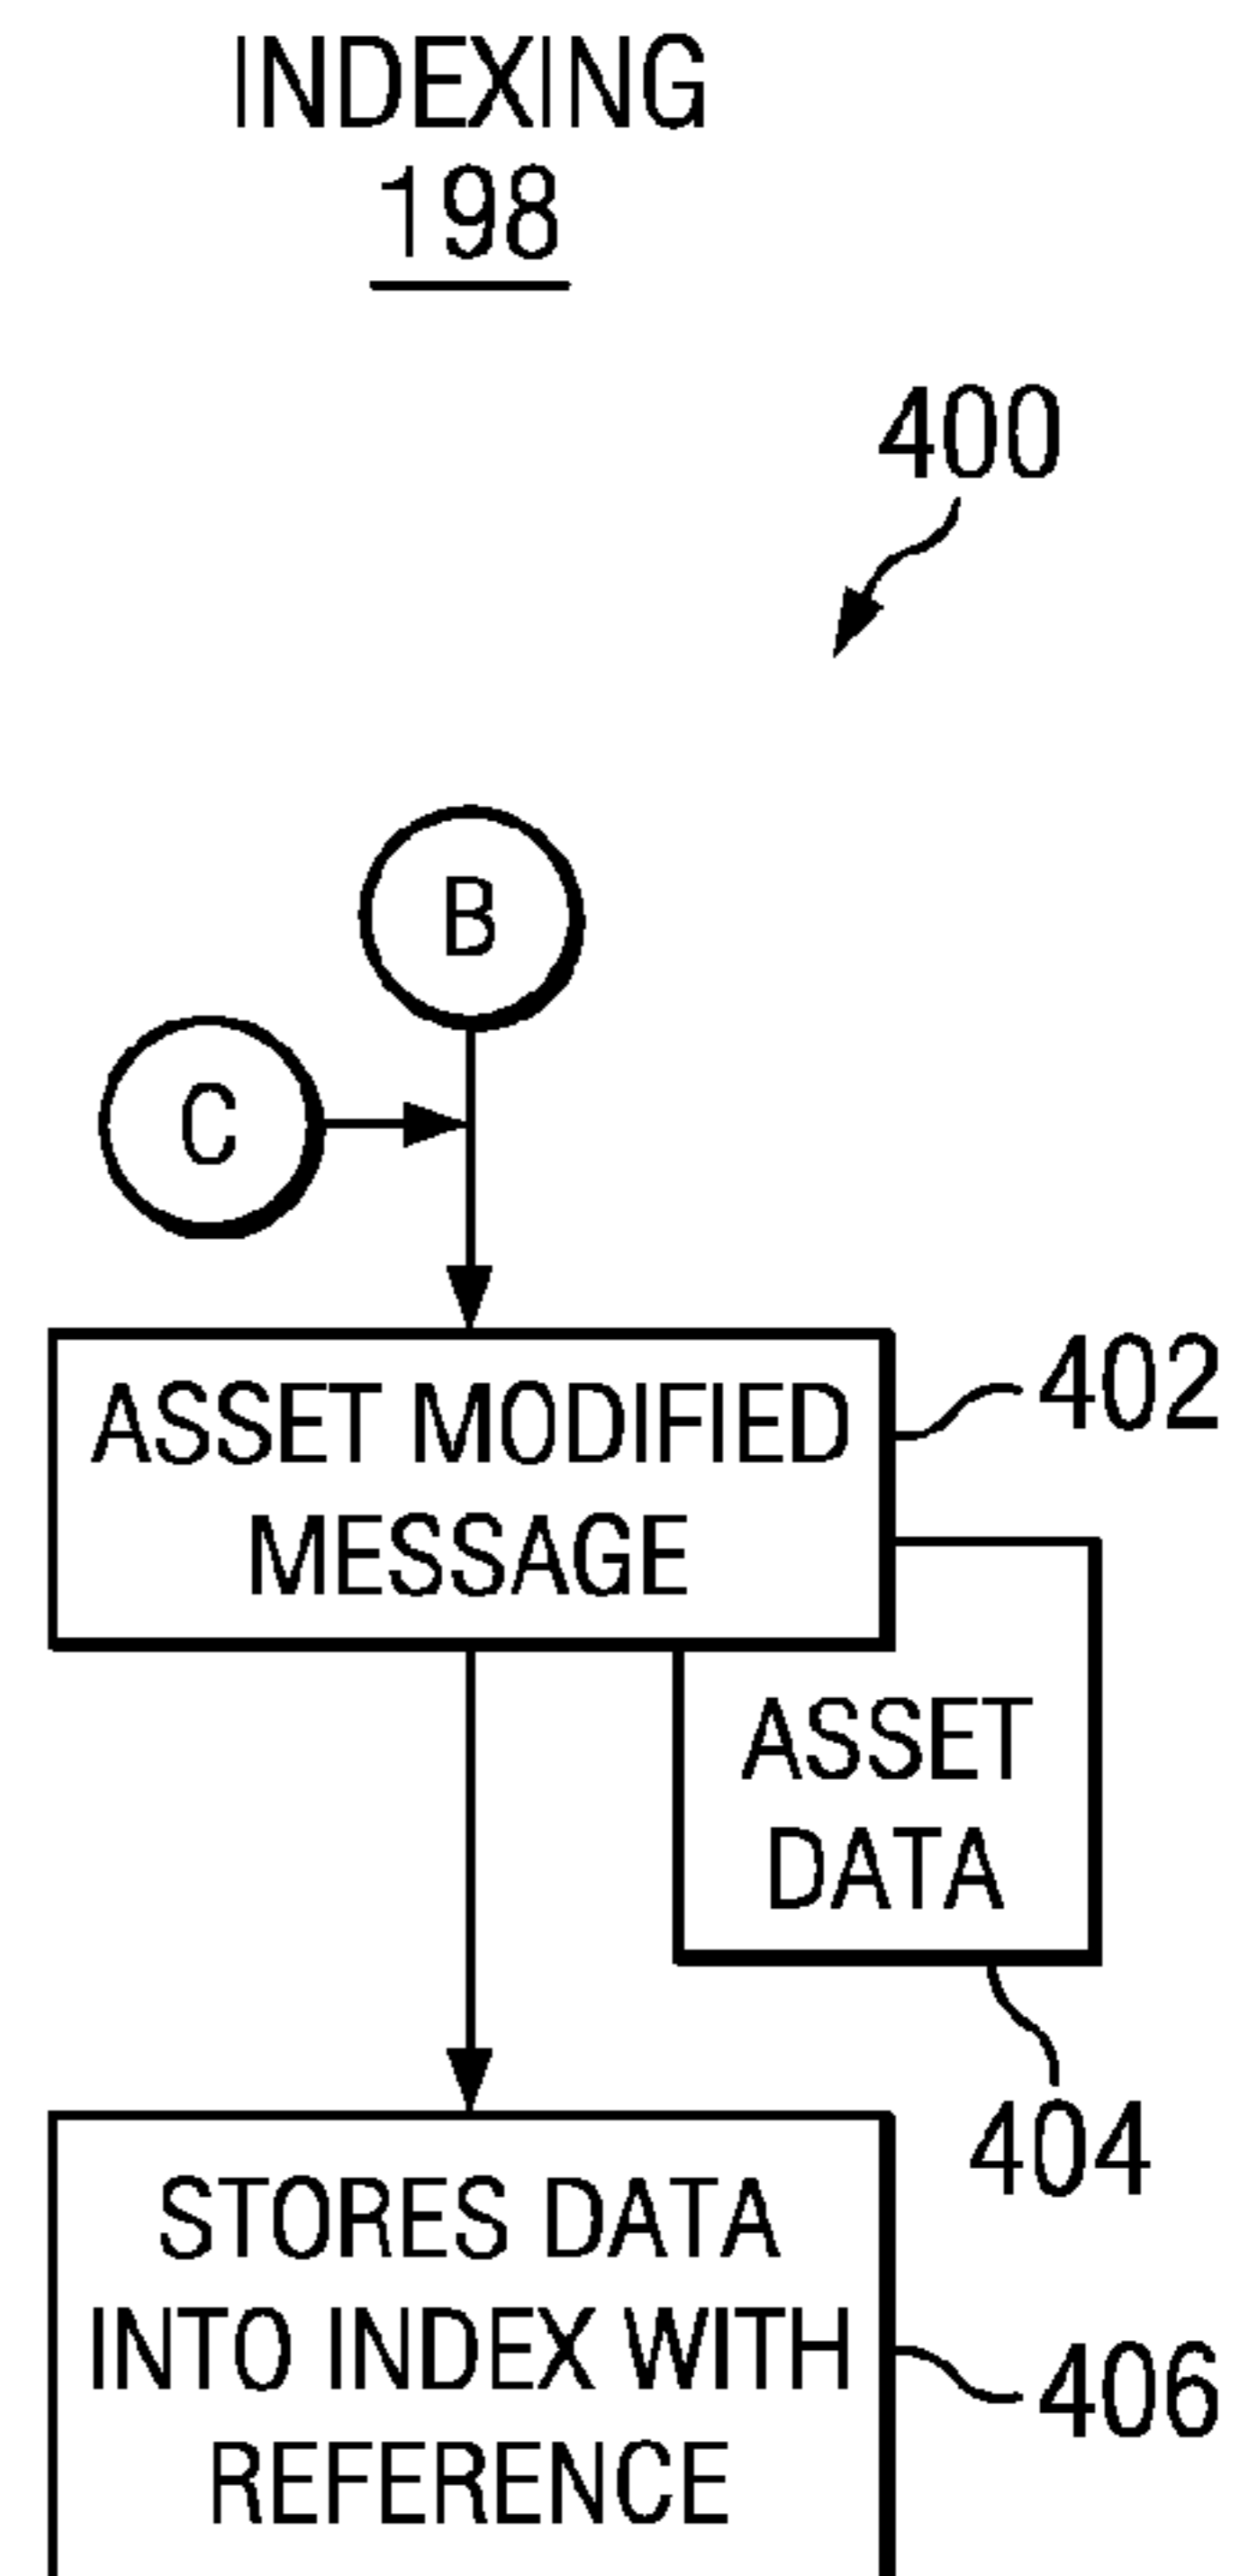 INDEXING
198
400
B
C
ASSET MODIFIED
MESSAGE
402
ASSET
DATA
404
STORES DATA
INTO INDEX WITH
REFERENCE
406